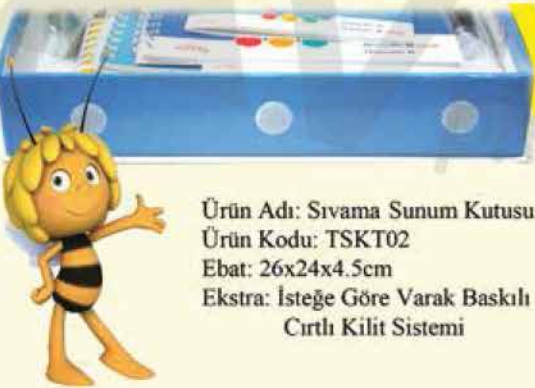 Ürün Adı: Sıvama Sunum Kutusu
Ürün Kodu: TSKT02
Ebat: 26x24x4.5cm
Ekstra: İsteğe Göre Varak Baskılı
Cırtlı Kilit Sistemi